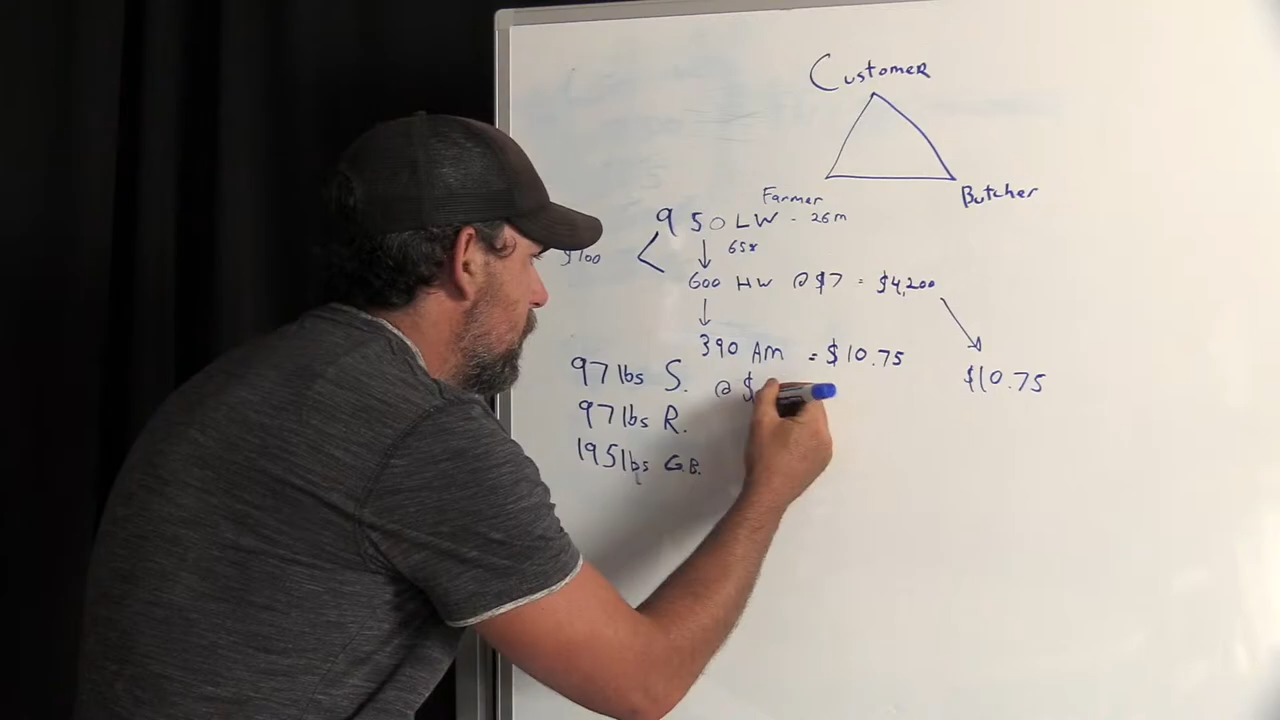 Customer
Farmer
Butcher
950 LW - 26m
65%
$100
600 HW @ $7 = $4,200
390 Am = $10.75
$10.75
97 lbs S. @ $
97 lbs R.
195 lbs G.B.